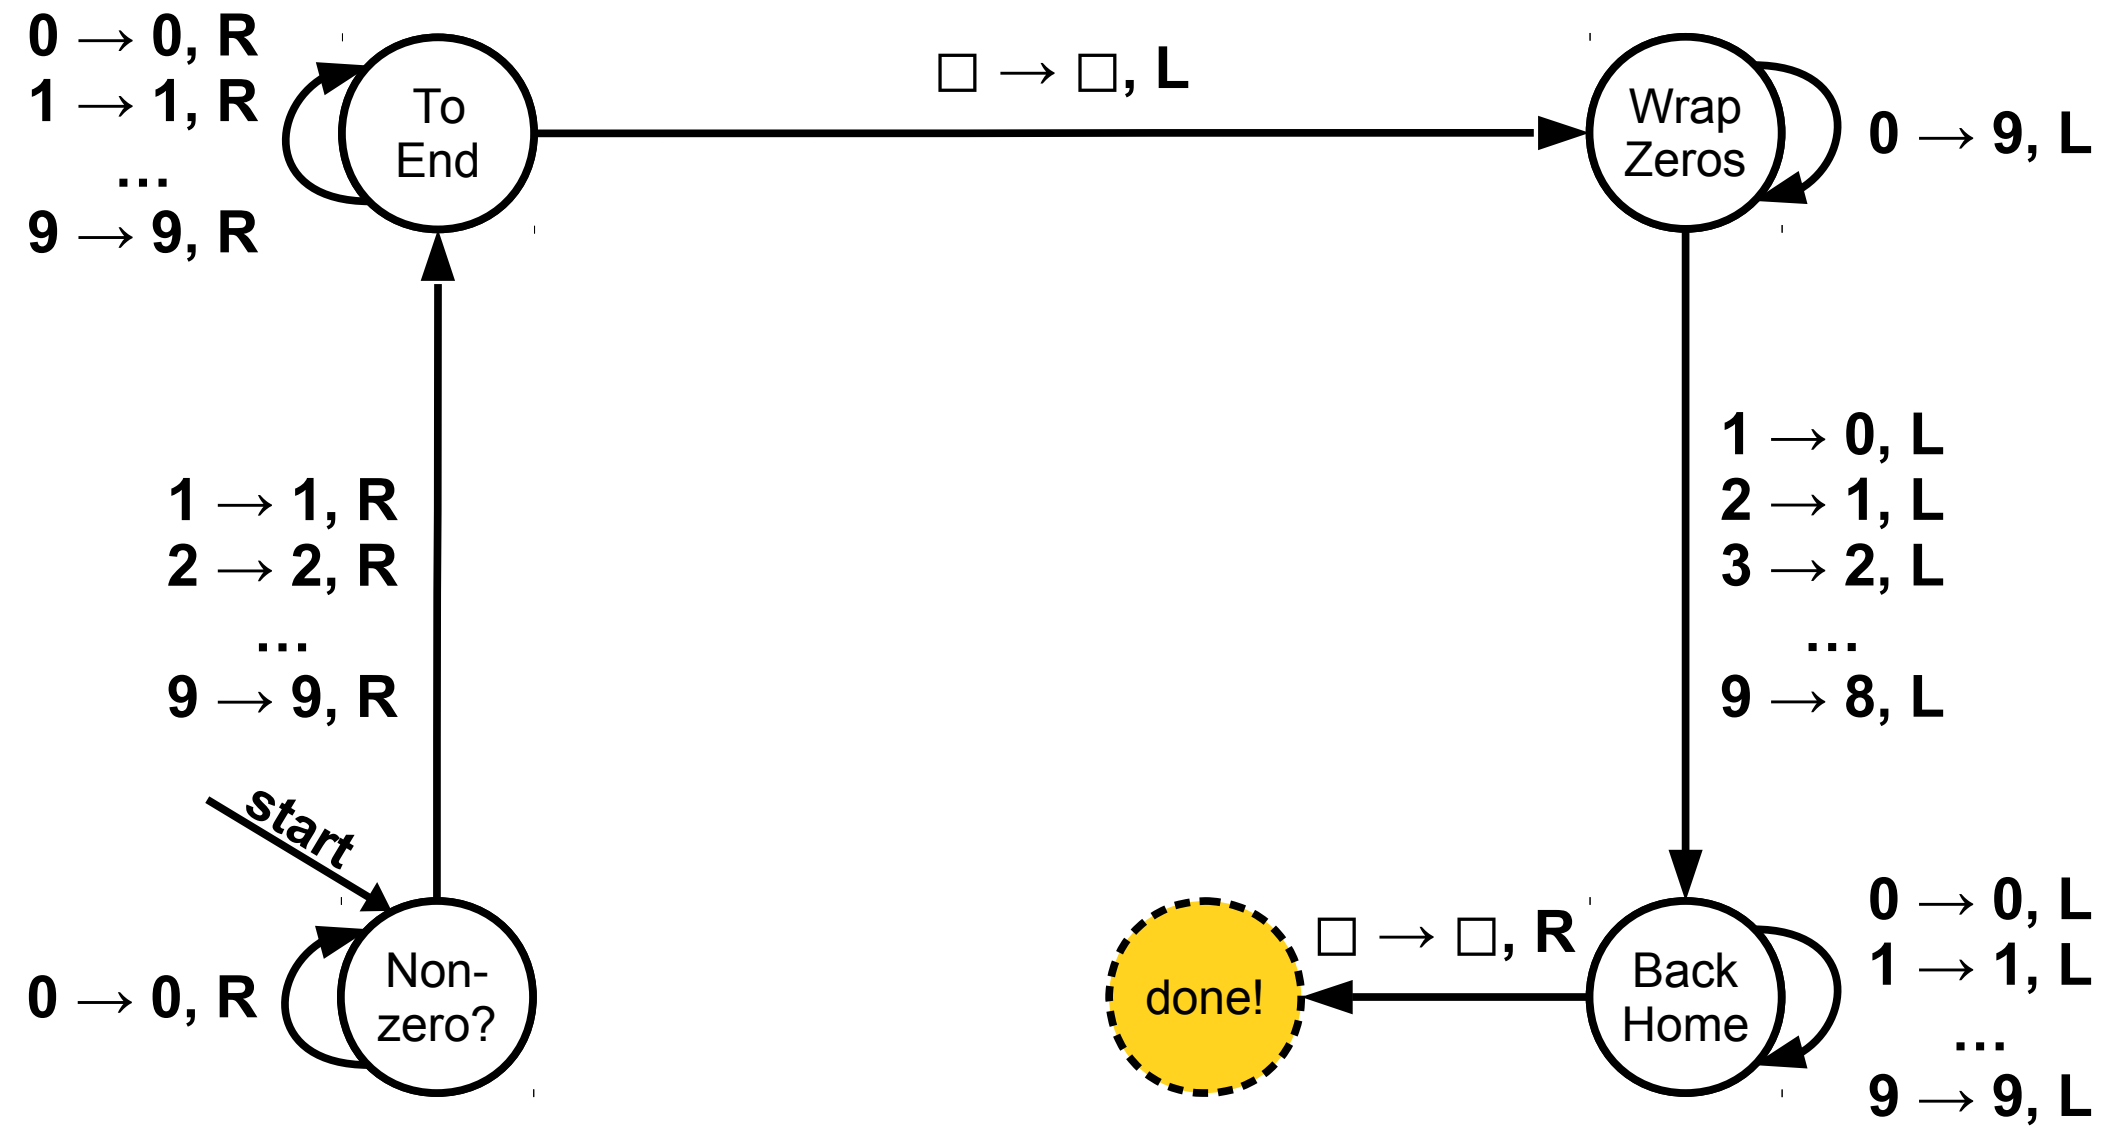 0 → 0, R
1 → 1, R
...
9 → 9, R
To
End
□ → □, L
Wrap
Zeros
0 → 9, L
1 → 1, R
2 → 2, R
...
9 → 9, R
1 → 0, L
2 → 1, L
3 → 2, L
...
9 → 8, L
start
Non-
zero?
0 → 0, R
done!
□ → □, R
Back
Home
0 → 0, L
1 → 1, L
...
9 → 9, L